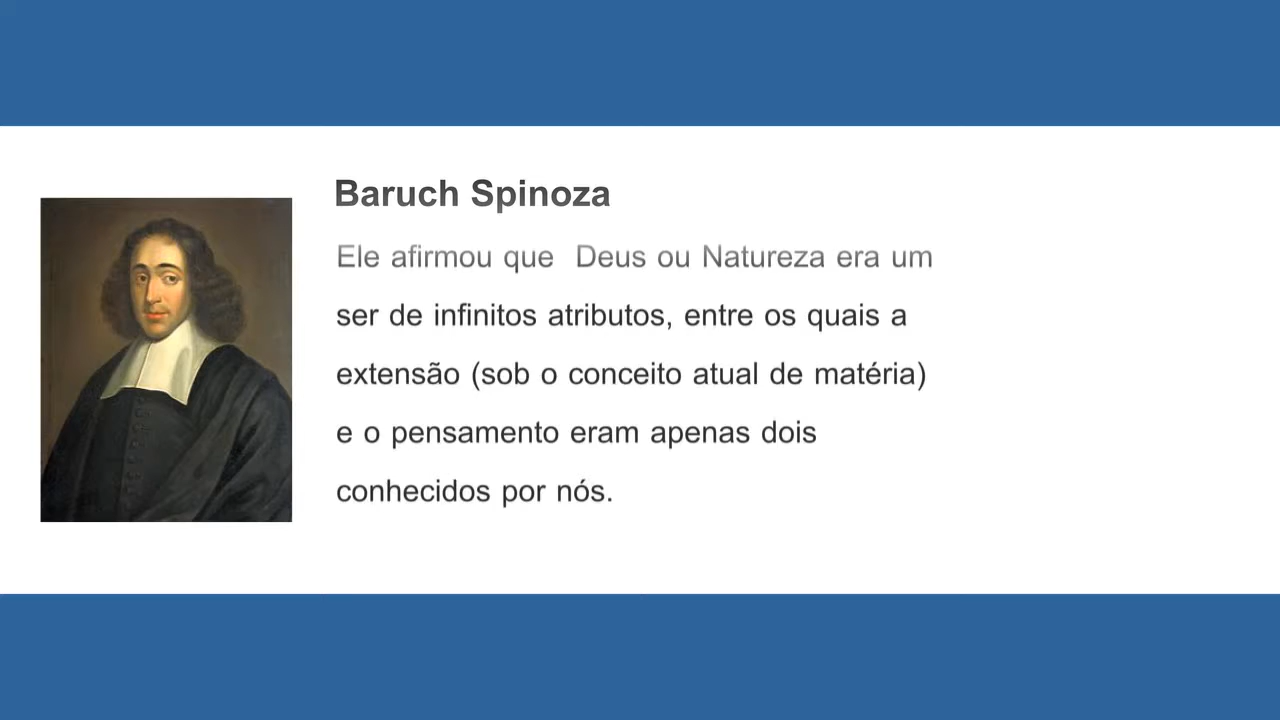 Baruch Spinoza
Ele afirmou que  Deus ou Natureza era um
ser de infinitos atributos, entre os quais a
extensão (sob o conceito atual de matéria)
e o pensamento eram apenas dois
conhecidos por nós.